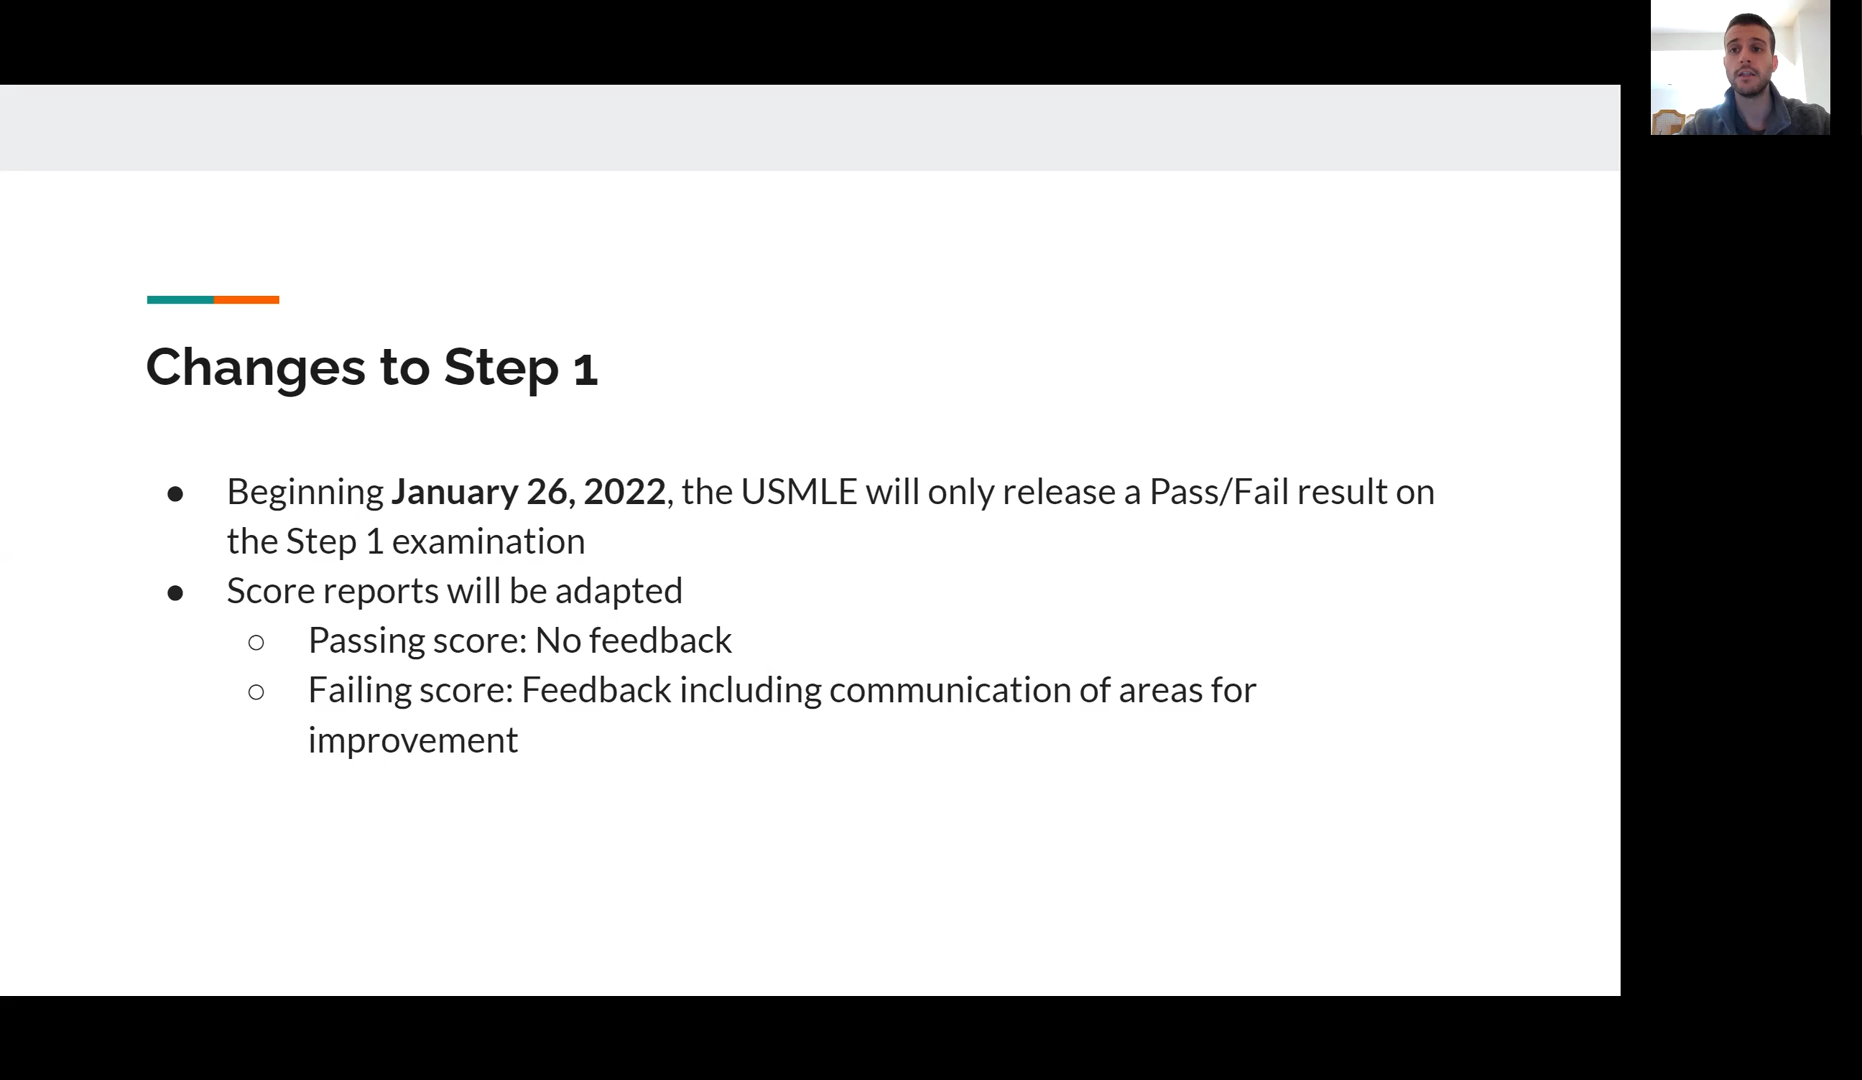 Changes to Step 1
● Beginning January 26, 2022, the USMLE will only release a Pass/Fail result on
the Step 1 examination
● Score reports will be adapted
○ Passing score: No feedback
○ Failing score: Feedback including communication of areas for
improvement